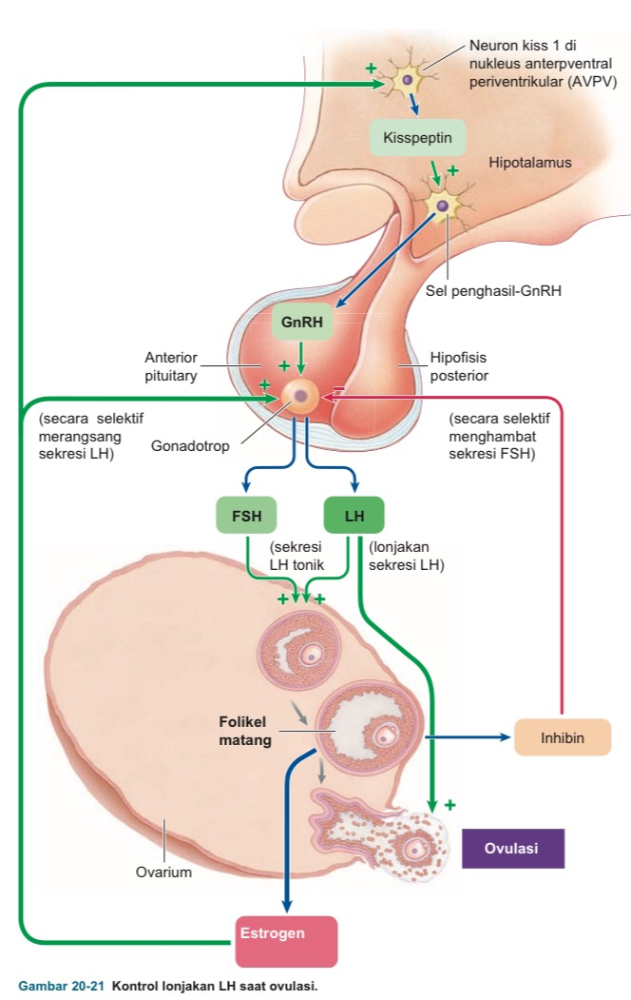 Neuron kiss 1 di
nukleus anterpventral
periventrikular (AVPV)
+
Kisspeptin
+
Hipotalamus
Sel penghasil-GnRH
GnRH
+
Anterior
pituitary
Hipofisis
posterior
+
=
(secara selektif
merangsang
sekresi LH)
Gonadotrop
(secara selektif
menghambat
sekresi FSH)
FSH
LH
(sekresi
LH tonik
(lonjakan
sekresi LH)
+ +
Folikel
matang
Inhibin
+
Ovulasi
Ovarium
Estrogen
Gambar 20-21 Kontrol lonjakan LH saat ovulasi.